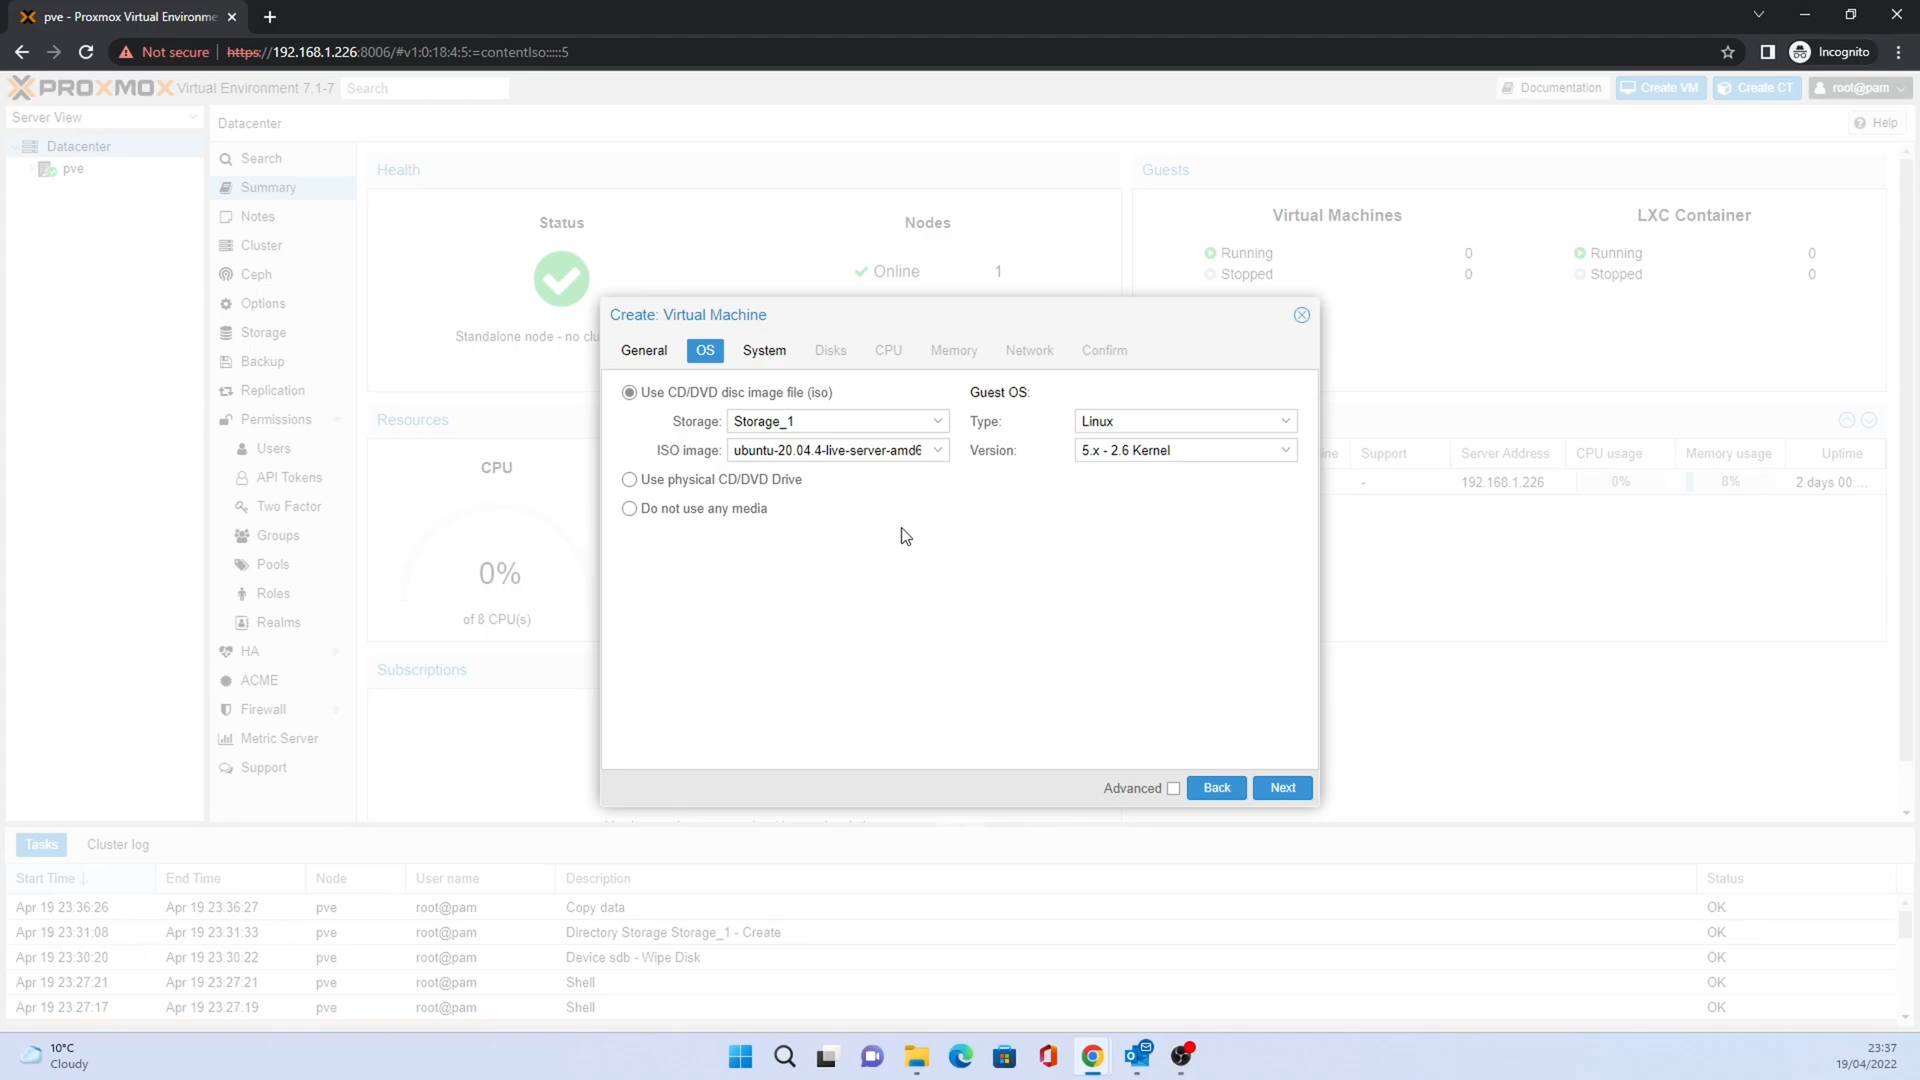 pve - Proxmox Virtual Environme
Not secure
https://192.168.1.226:8006/#v1:0:18:4:5:=contentIso:::::5
Incognito
PROXMOX Virtual Environment 7.1-7
Search
Documentation
Create VM
Create CT
root@pam
Server View
Datacenter
Help
Datacenter
pve
Search
Summary
Notes
Cluster
Ceph
Options
Storage
Backup
Replication
Permissions
Users
API Tokens
Two Factor
Groups
Pools
Roles
Realms
HA
ACME
Firewall
Metric Server
Support
Health
Status
Nodes
Online 1
Standalone node - no clu
Guests
Virtual Machines
LXC Container
Running 0
Stopped 0
Running 0
Stopped 0
Resources
CPU
0%
of 8 CPU(s)
Subscriptions
Support
Server Address
CPU usage
Memory usage
Uptime
-
192.168.1.226
0%
8%
2 days 00:...
Create: Virtual Machine
General
OS
System
Disks
CPU
Memory
Network
Confirm
Use CD/DVD disc image file (iso)
Storage: Storage_1
ISO image: ubuntu-20.04.4-live-server-amd6
Use physical CD/DVD Drive
Do not use any media
Guest OS:
Type: Linux
Version: 5.x - 2.6 Kernel
Advanced
Back
Next
Tasks
Cluster log
Start Time End Time Node User name Description Status
Apr 19 23:36:26 Apr 19 23:36:27 pve root@pam Copy data OK
Apr 19 23:31:08 Apr 19 23:31:33 pve root@pam Directory Storage Storage_1 - Create OK
Apr 19 23:30:20 Apr 19 23:30:22 pve root@pam Device sdb - Wipe Disk OK
Apr 19 23:27:21 Apr 19 23:27:21 pve root@pam Shell OK
Apr 19 23:27:17 Apr 19 23:27:19 pve root@pam Shell OK
10°C
Cloudy
23:37
19/04/2022